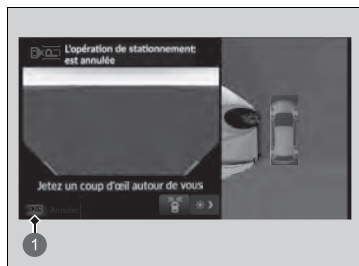 L'opération de stationnement
est annulée
Jetez un coup d'œil autour de vous
Annuler
1